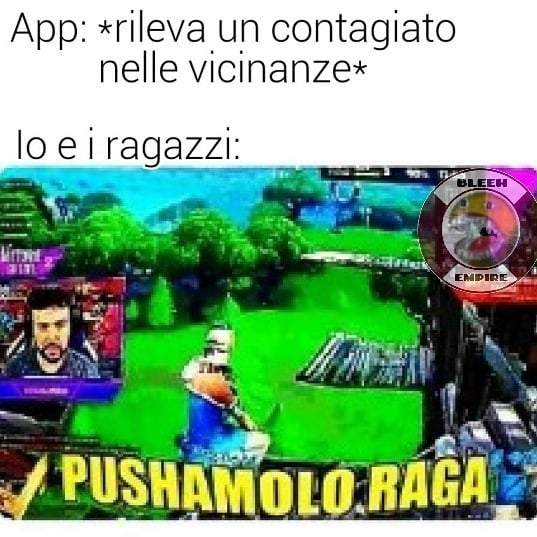 App: *rileva un contagiato
nelle vicinanze*
Io e i ragazzi:
BLEEH
EMPIRE
PUSHAMOLO RAGA